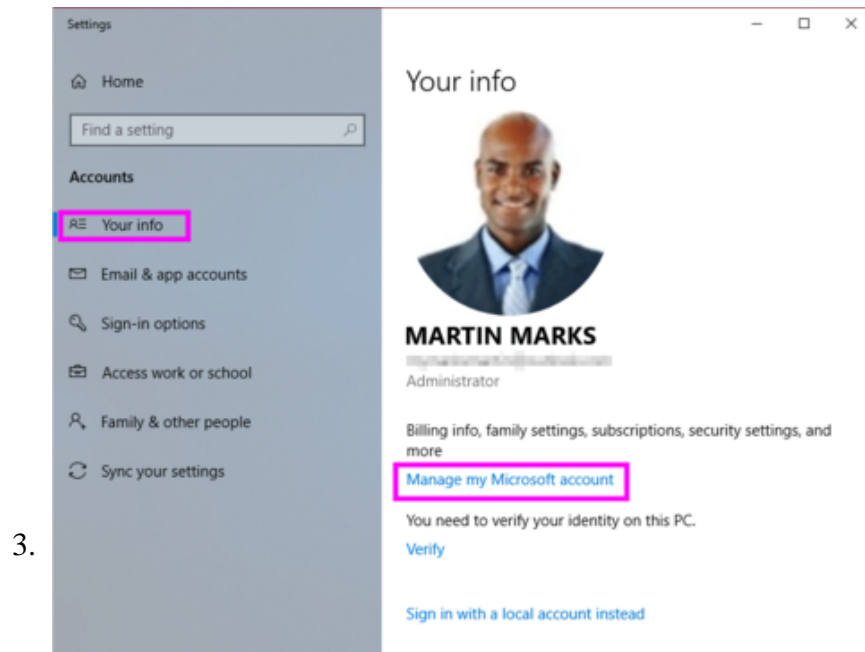 Settings
Home
Find a setting
Accounts
Your info
Email & app accounts
Sign-in options
Access work or school
Family & other people
Sync your settings
Your info
MARTIN MARKS
Administrator
Billing info, family settings, subscriptions, security settings, and
more
Manage my Microsoft account
You need to verify your identity on this PC.
Verify
Sign in with a local account instead
3.